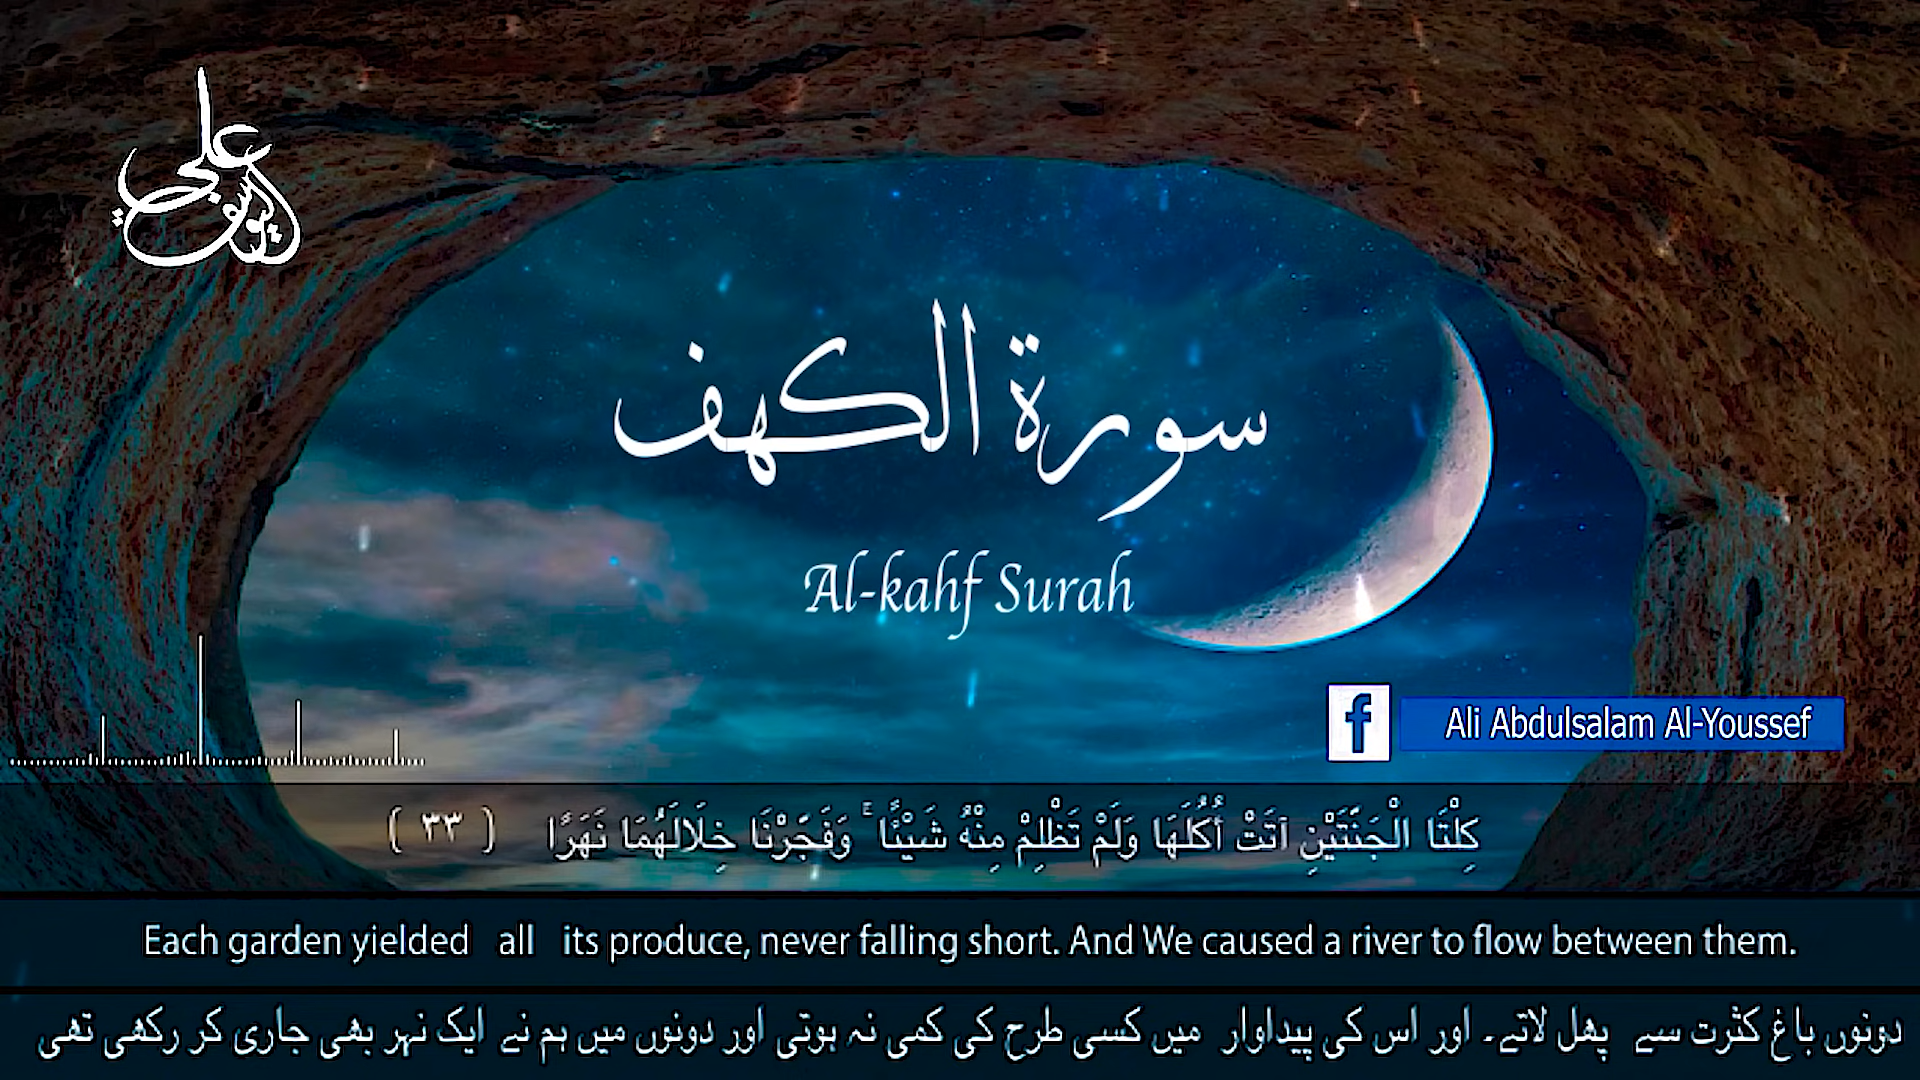 علي
اليوسف
سورة الكهف
Al-kahf Surah
f
Ali Abdulsalam Al-Youssef
كِلْتَا الْجَنَّتَيْنِ آتَتْ أُكُلَهَا وَلَمْ تَظْلِمْ مِنْهُ شَيْئًا ۚ وَفَجَّرْنَا خِلَالَهُمَا نَهَرًا ( ٣٣ )
Each garden yielded all its produce, never falling short. And We caused a river to flow between them.
دونوں باغ کثرت سے پھل لاتے۔ اور اس کی پیداوار میں کسی طرح کی کمی نہ ہوتی اور دونوں میں ہم نے ایک نہر بھی جاری کر رکھی تھی